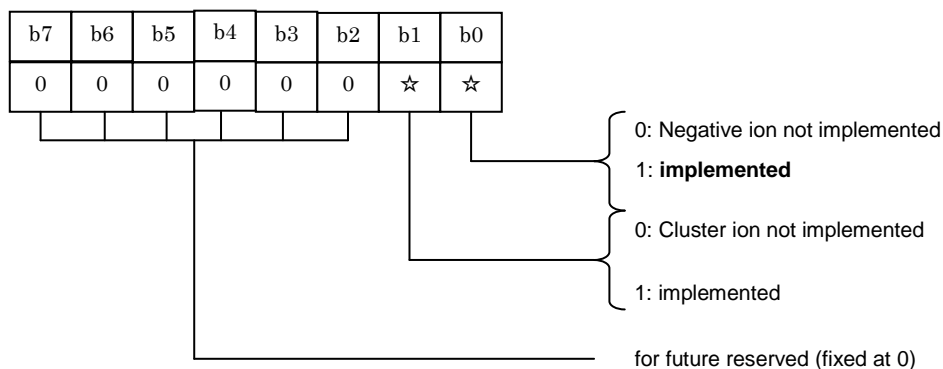 b7 b6 b5 b4 b3 b2 b1 b0
0 0 0 0 0 0 ☆ ☆
0: Negative ion not implemented
1: implemented
0: Cluster ion not implemented
1: implemented
for future reserved (fixed at 0)